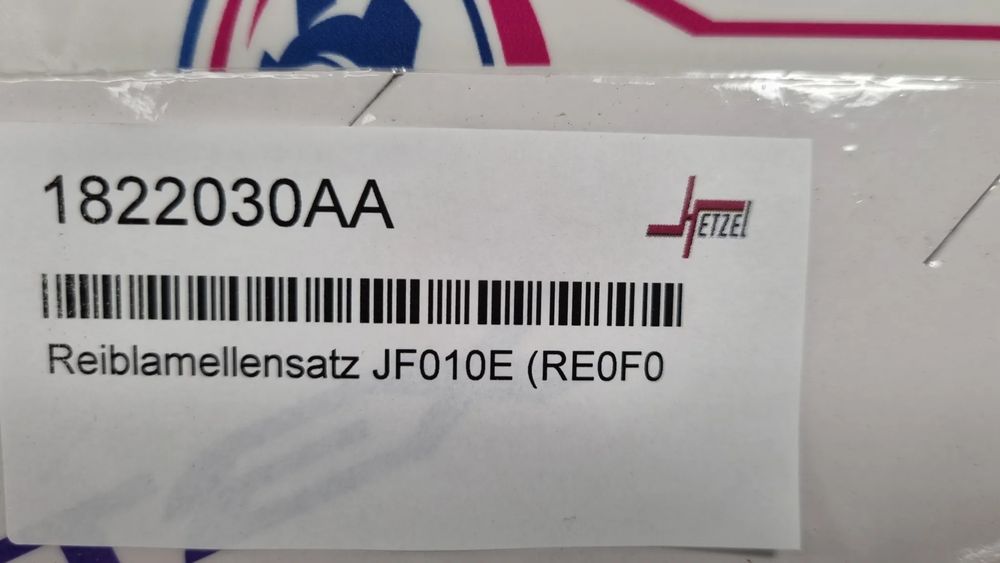 1822030AA
HETZEL
Reiblamellensatz JF010E (RE0F0